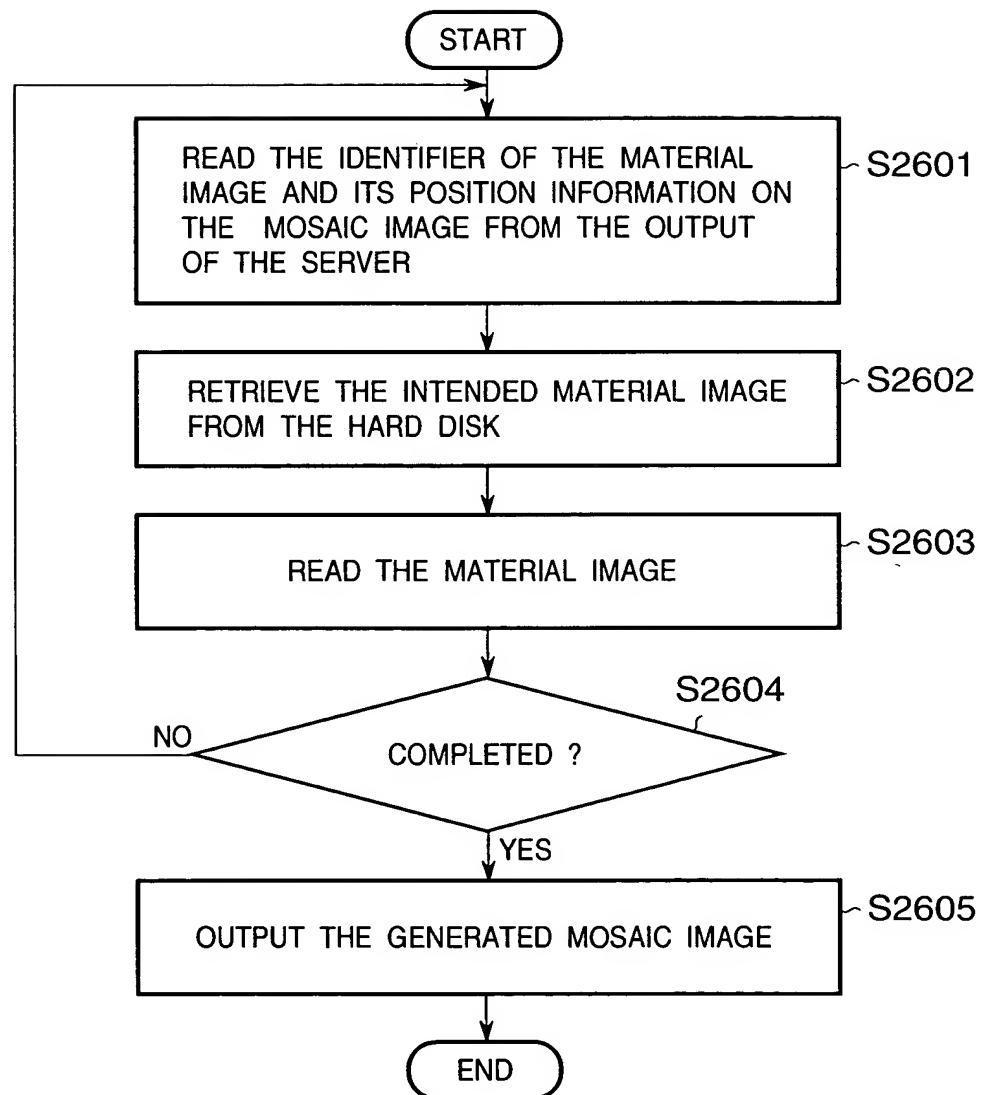 START
READ THE IDENTIFIER OF THE MATERIAL
IMAGE AND ITS POSITION INFORMATION ON
THE MOSAIC IMAGE FROM THE OUTPUT
OF THE SERVER
S2601
RETRIEVE THE INTENDED MATERIAL IMAGE
FROM THE HARD DISK
S2602
READ THE MATERIAL IMAGE
S2603
S2604
NO
COMPLETED ?
YES
OUTPUT THE GENERATED MOSAIC IMAGE
S2605
END